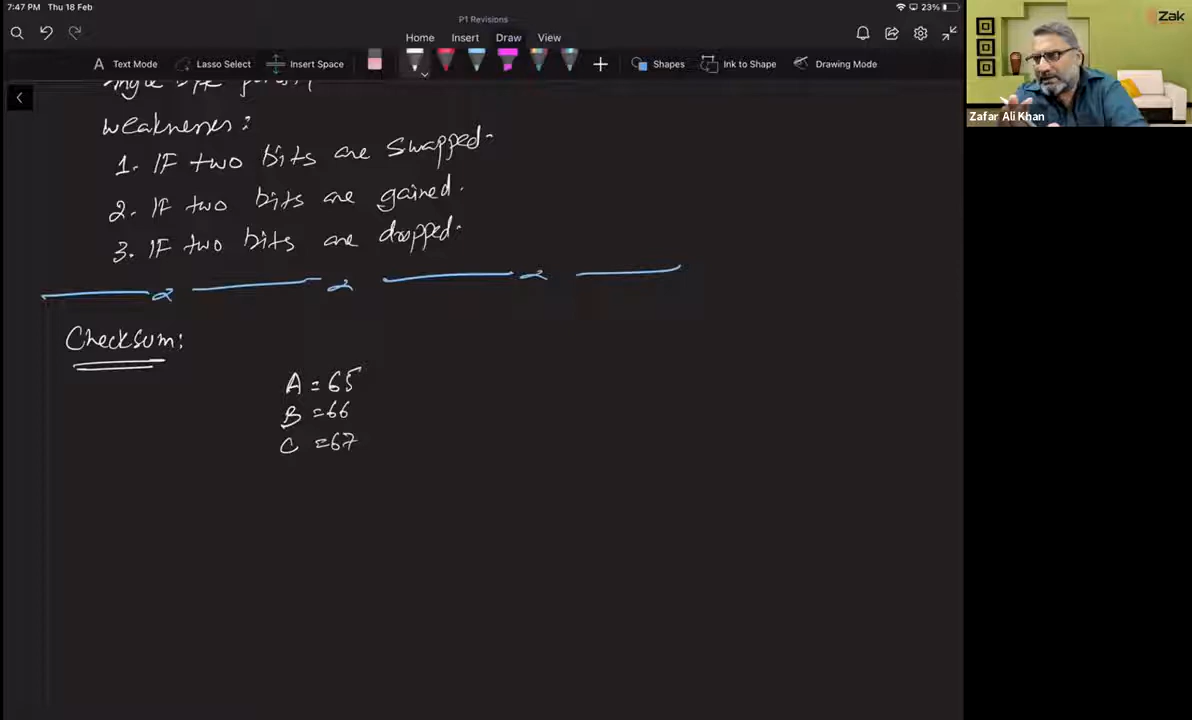 7:47 PM Thu 18 Feb
23%
P1 Revisions
Home Insert Draw View
Text Mode Lasso Select Insert Space Shapes Ink to Shape Drawing Mode
Weaknesses:
1. IF two bits are swapped.
2. IF two bits are gained.
3. IF two bits are dropped.
Checksum:
A = 65
B = 66
C = 67
Zak
Zafar Ali Khan